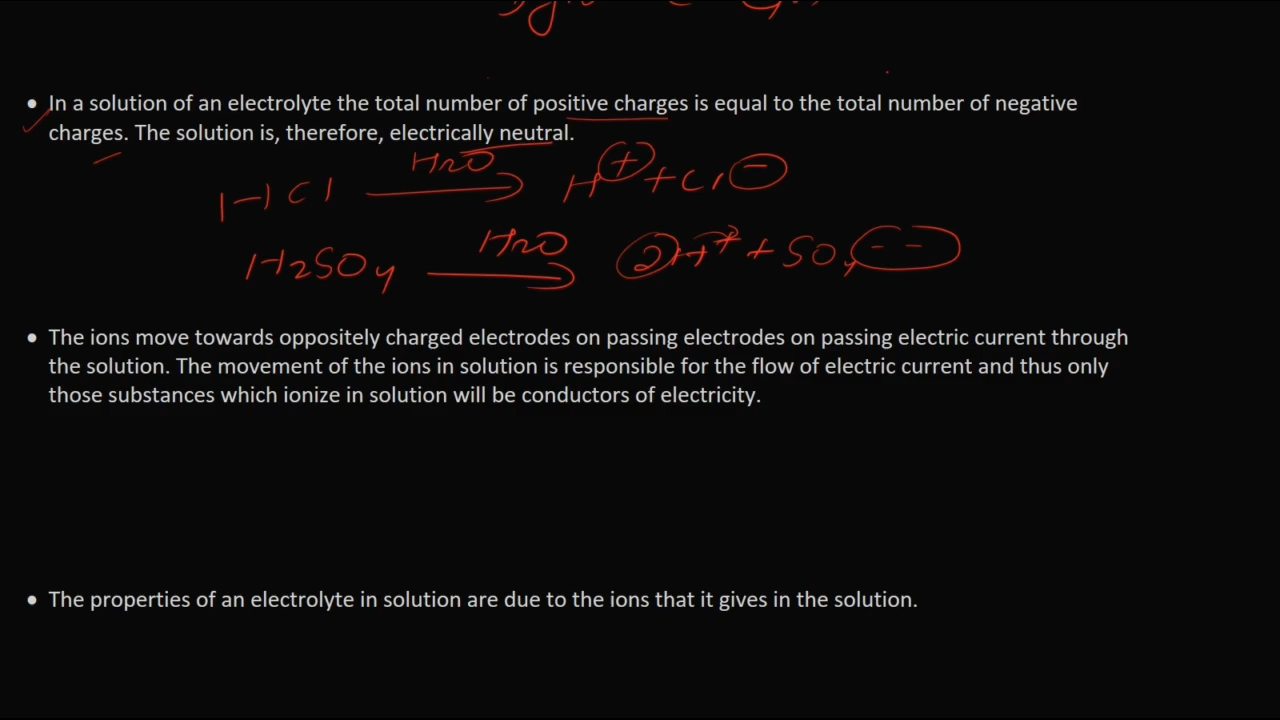 • In a solution of an electrolyte the total number of positive charges is equal to the total number of negative
charges. The solution is, therefore, electrically neutral.
HCl H2O → H⁺ + Cl⁻
H2SO4 H2O → 2H⁺ + SO4⁻⁻
• The ions move towards oppositely charged electrodes on passing electrodes on passing electric current through
the solution. The movement of the ions in solution is responsible for the flow of electric current and thus only
those substances which ionize in solution will be conductors of electricity.
• The properties of an electrolyte in solution are due to the ions that it gives in the solution.